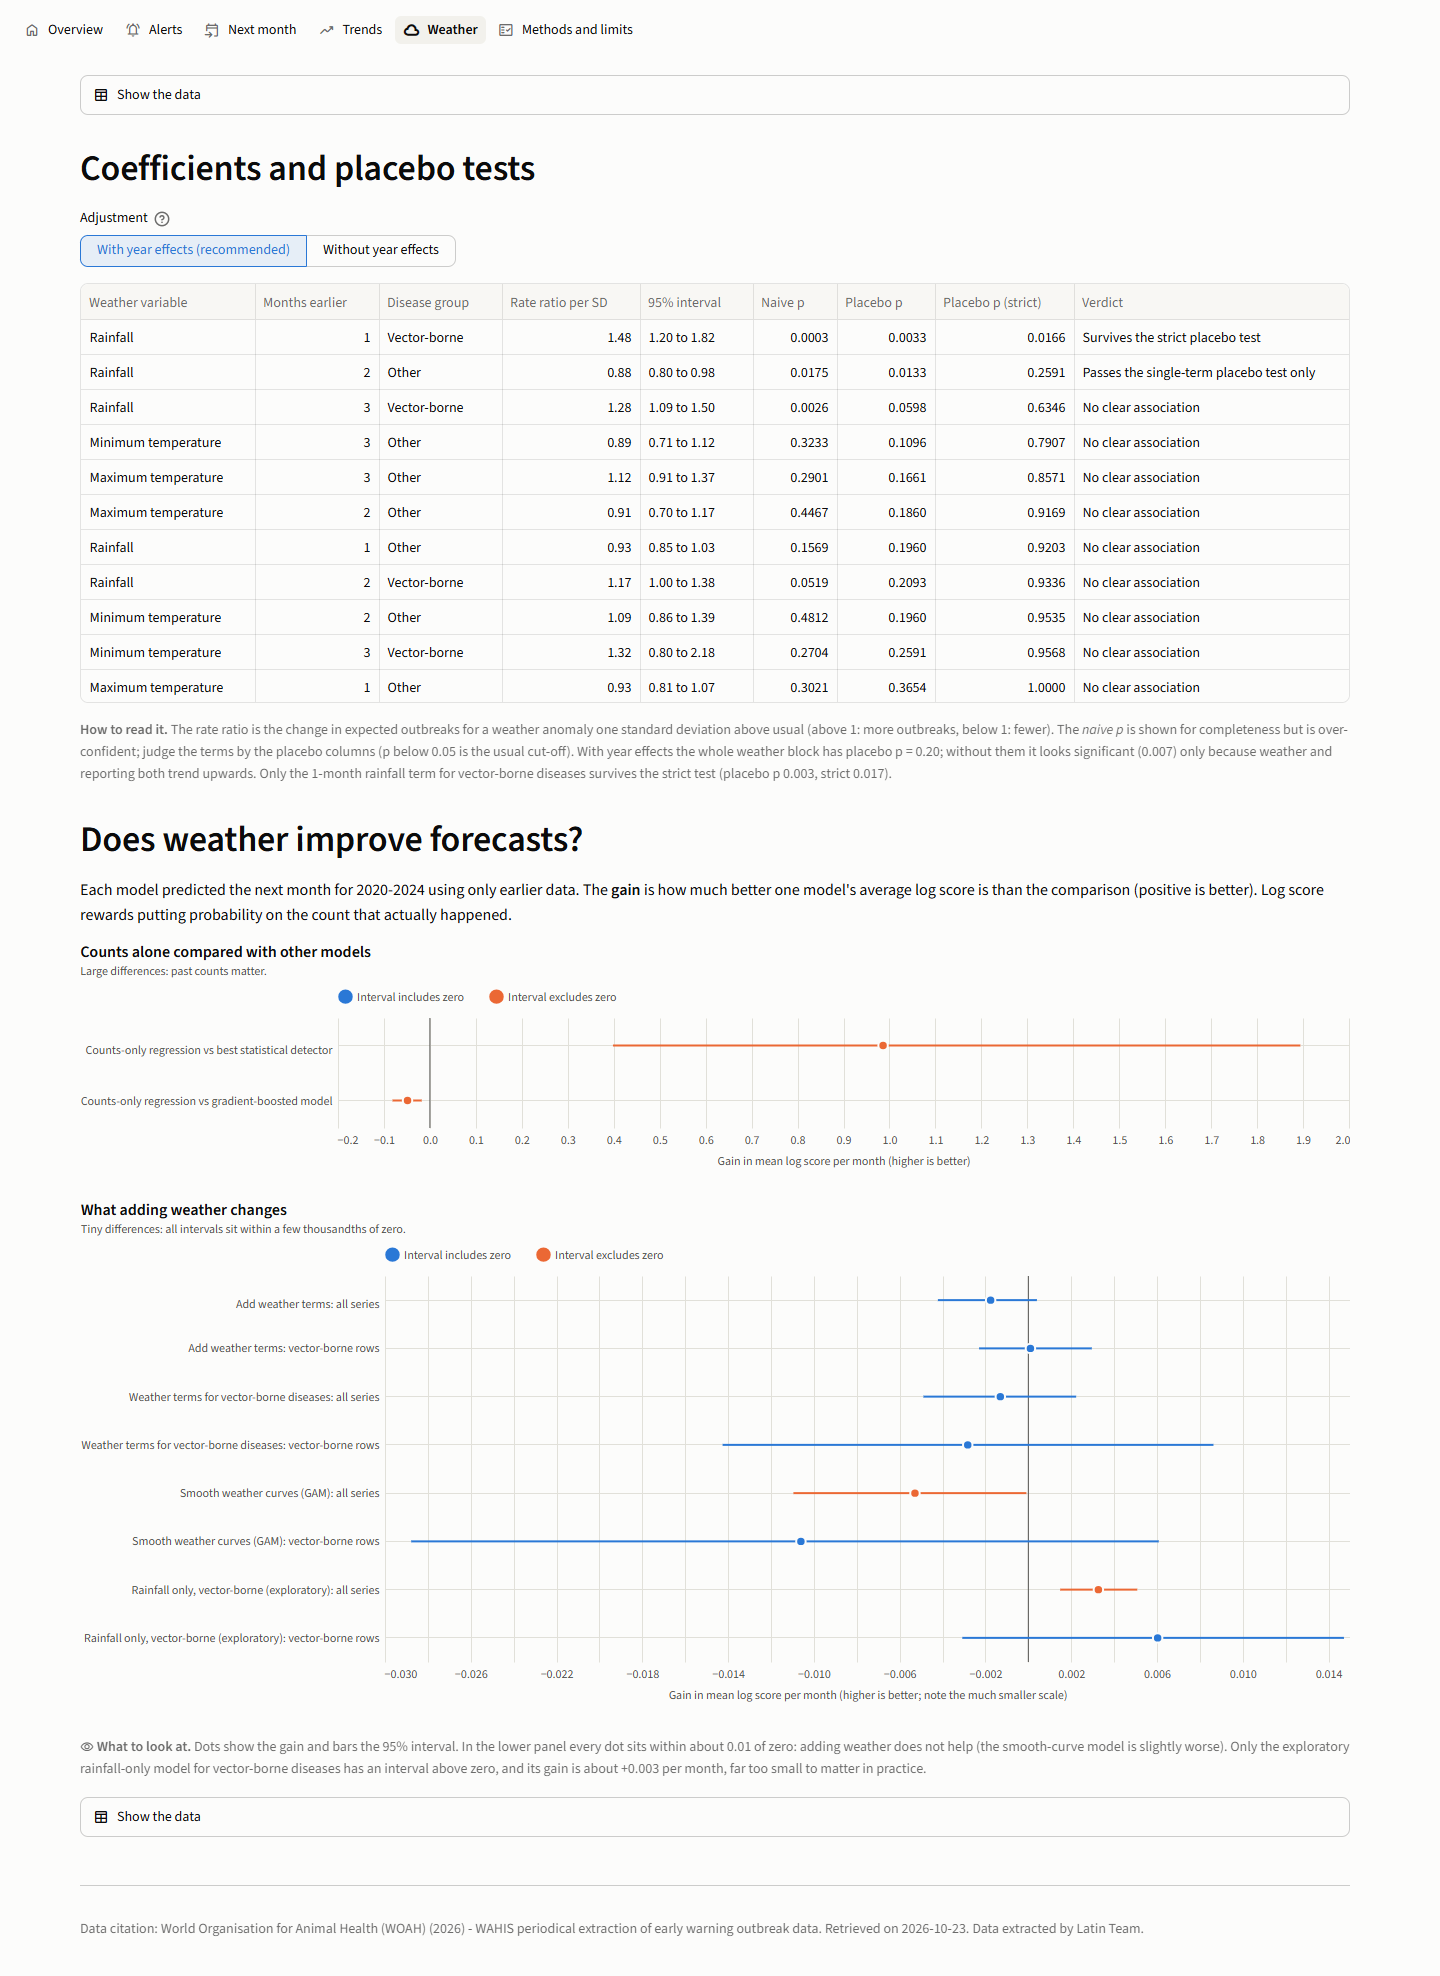 Overview Alerts Next month Trends Weather Methods and limits
Show the data
Coefficients and placebo tests
Adjustment ?
With year effects (recommended) Without year effects
Weather variable Months earlier Disease group Rate ratio per SD 95% interval Naive p Placebo p Placebo p (strict) Verdict
Rainfall 1 Vector-borne 1.48 1.20 to 1.82 0.0003 0.0033 0.0166 Survives the strict placebo test
Rainfall 2 Other 0.88 0.80 to 0.98 0.0175 0.0133 0.2591 Passes the single-term placebo test only
Rainfall 3 Vector-borne 1.28 1.09 to 1.50 0.0026 0.0598 0.6346 No clear association
Minimum temperature 3 Other 0.89 0.71 to 1.12 0.3233 0.1096 0.7907 No clear association
Maximum temperature 3 Other 1.12 0.91 to 1.37 0.2901 0.1661 0.8571 No clear association
Maximum temperature 2 Other 0.91 0.70 to 1.17 0.4467 0.1860 0.9169 No clear association
Rainfall 1 Other 0.93 0.85 to 1.03 0.1569 0.1960 0.9203 No clear association
Rainfall 2 Vector-borne 1.17 1.00 to 1.38 0.0519 0.2093 0.9336 No clear association
Minimum temperature 2 Other 1.09 0.86 to 1.39 0.4812 0.1960 0.9535 No clear association
Minimum temperature 3 Vector-borne 1.32 0.80 to 2.18 0.2704 0.2591 0.9568 No clear association
Maximum temperature 1 Other 0.93 0.81 to 1.07 0.3021 0.3654 1.0000 No clear association
How to read it. The rate ratio is the change in expected outbreaks for a weather anomaly one standard deviation above usual (above 1: more outbreaks, below 1: fewer). The naive p is shown for completeness but is over-
confident; judge the terms by the placebo columns (p below 0.05 is the usual cut-off). With year effects the whole weather block has placebo p = 0.20; without them it looks significant (0.007) only because weather and
reporting both trend upwards. Only the 1-month rainfall term for vector-borne diseases survives the strict test (placebo p 0.003, strict 0.017).
Does weather improve forecasts?
Each model predicted the next month for 2020-2024 using only earlier data. The gain is how much better one model's average log score is than the comparison (positive is better). Log score
rewards putting probability on the count that actually happened.
Counts alone compared with other models
Large differences: past counts matter.
Interval includes zero Interval excludes zero
Counts-only regression vs best statistical detector
Counts-only regression vs gradient-boosted model
−0.2 −0.1 0.0 0.1 0.2 0.3 0.4 0.5 0.6 0.7 0.8 0.9 1.0 1.1 1.2 1.3 1.4 1.5 1.6 1.7 1.8 1.9 2.0
Gain in mean log score per month (higher is better)
What adding weather changes
Tiny differences: all intervals sit within a few thousandths of zero.
Interval includes zero Interval excludes zero
Add weather terms: all series
Add weather terms: vector-borne rows
Weather terms for vector-borne diseases: all series
Weather terms for vector-borne diseases: vector-borne rows
Smooth weather curves (GAM): all series
Smooth weather curves (GAM): vector-borne rows
Rainfall only, vector-borne (exploratory): all series
Rainfall only, vector-borne (exploratory): vector-borne rows
−0.030 −0.026 −0.022 −0.018 −0.014 −0.010 −0.006 −0.002 0.002 0.006 0.010 0.014
Gain in mean log score per month (higher is better; note the much smaller scale)
What to look at. Dots show the gain and bars the 95% interval. In the lower panel every dot sits within about 0.01 of zero: adding weather does not help (the smooth-curve model is slightly worse). Only the exploratory
rainfall-only model for vector-borne diseases has an interval above zero, and its gain is about +0.003 per month, far too small to matter in practice.
Show the data
Data citation: World Organisation for Animal Health (WOAH) (2026) - WAHIS periodical extraction of early warning outbreak data. Retrieved on 2026-10-23. Data extracted by Latin Team.